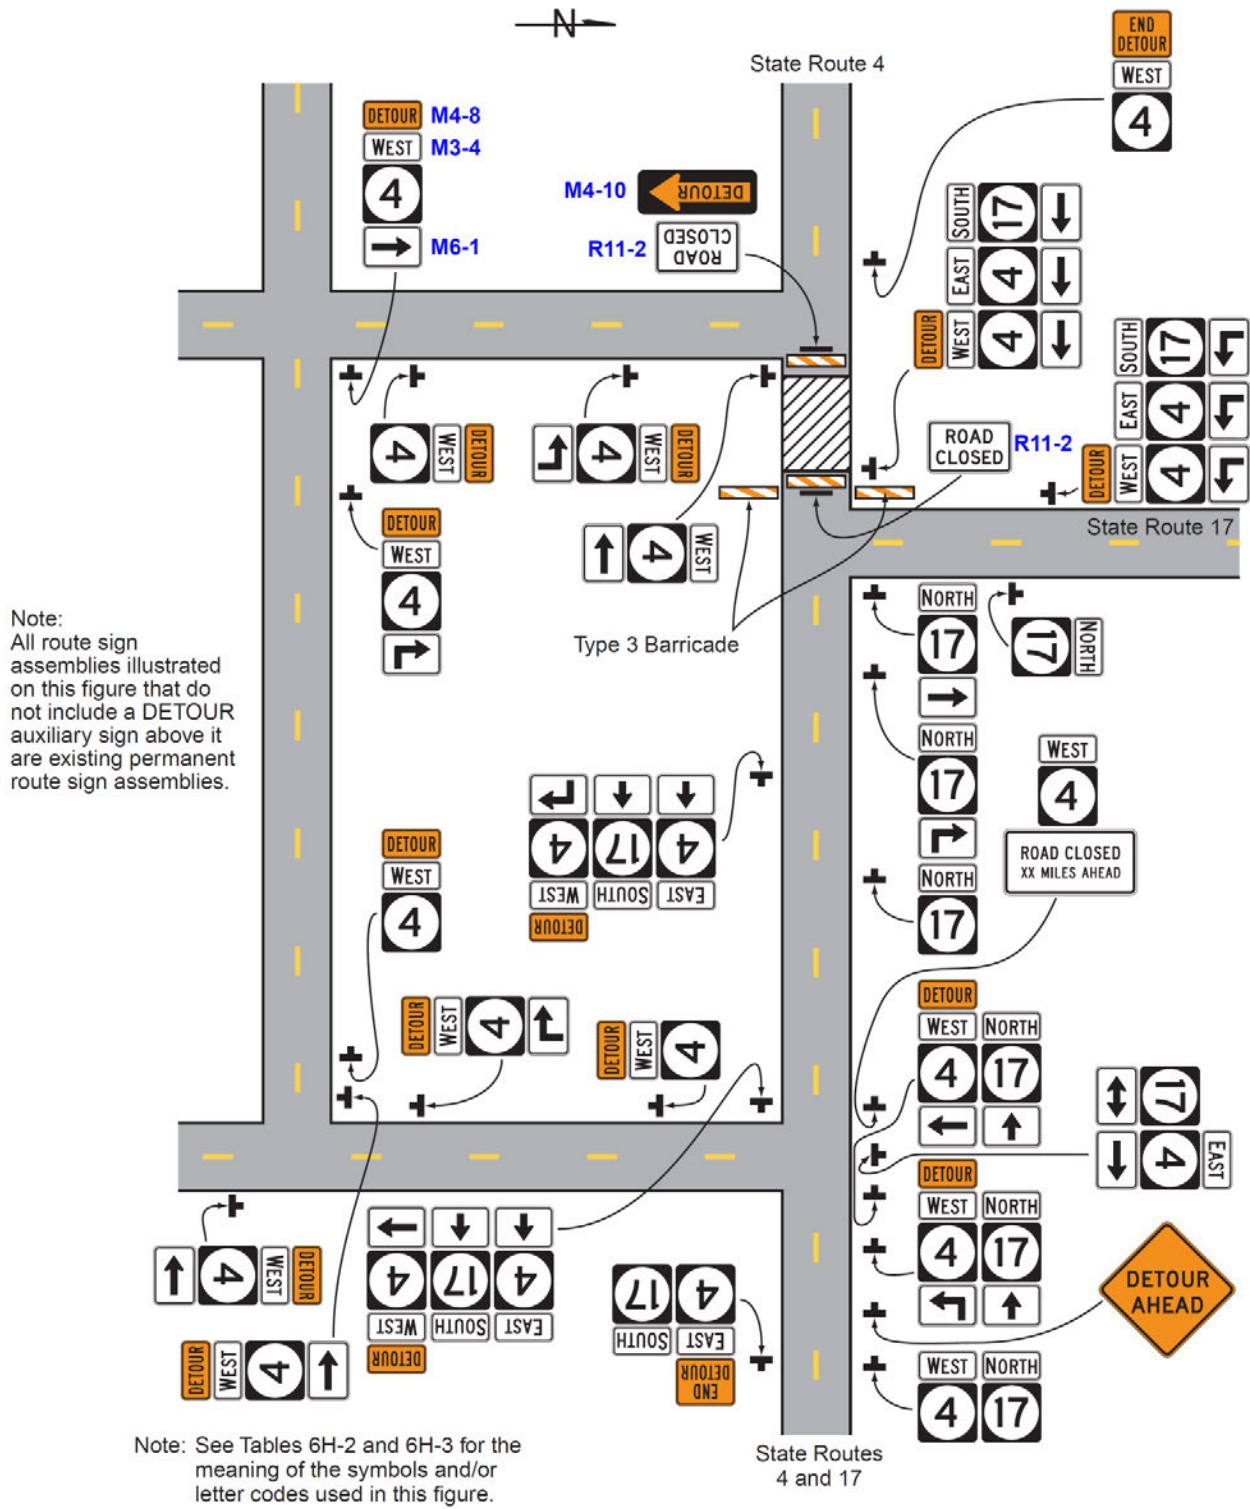 N
State Route 4
END
DETOUR
WEST
4
DETOUR M4-8
WEST M3-4
4
M6-1
M4-10 DETOUR
R11-2 ROAD
CLOSED
SOUTH 17
EAST 4
DETOUR WEST 4
SOUTH 17
EAST 4
DETOUR WEST 4
ROAD
CLOSED
R11-2
State Route 17
4 WEST DETOUR
4 WEST DETOUR
4 WEST
DETOUR
WEST
4
Type 3 Barricade
NORTH
17
17 NORTH
NORTH
17
NORTH
17
Note:
All route sign
assemblies illustrated
on this figure that do
not include a DETOUR
auxiliary sign above it
are existing permanent
route sign assemblies.
WEST
4
ROAD CLOSED
XX MILES AHEAD
4 17 4
WEST SOUTH EAST
DETOUR
DETOUR
WEST
4
DETOUR WEST 4
DETOUR WEST 4
DETOUR
WEST NORTH
4 17
17
4 EAST
DETOUR
WEST NORTH
4 17
DETOUR
AHEAD
4 WEST DETOUR
4 17 4
WEST SOUTH EAST
DETOUR
17 4
SOUTH EAST
END
DETOUR
DETOUR WEST 4
WEST NORTH
4 17
Note: See Tables 6H-2 and 6H-3 for the
meaning of the symbols and/or
letter codes used in this figure.
State Routes
4 and 17